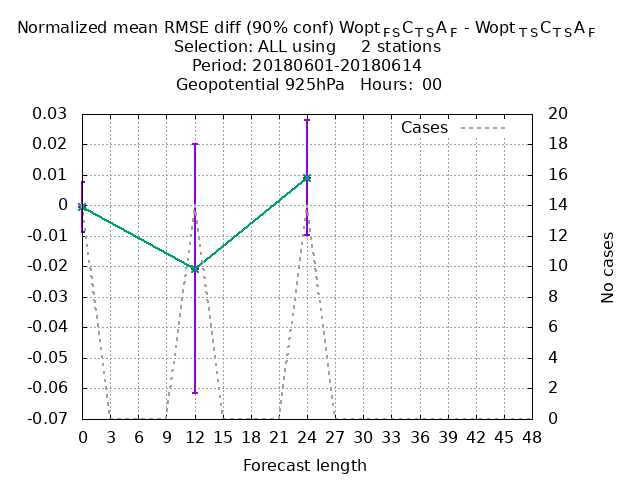 Normalized mean RMSE diff (90% conf) Wopt FS C TS A F - Wopt TS C TS A F
Selection: ALL using 2 stations
Period: 20180601-20180614
Geopotential 925hPa Hours: 00
Cases
0.03
0.02
0.01
0
-0.01
-0.02
-0.03
-0.04
-0.05
-0.06
-0.07
20
18
16
14
12
10
8
6
4
2
0
No cases
0 3 6 9 12 15 18 21 24 27 30 33 36 39 42 45 48
Forecast length